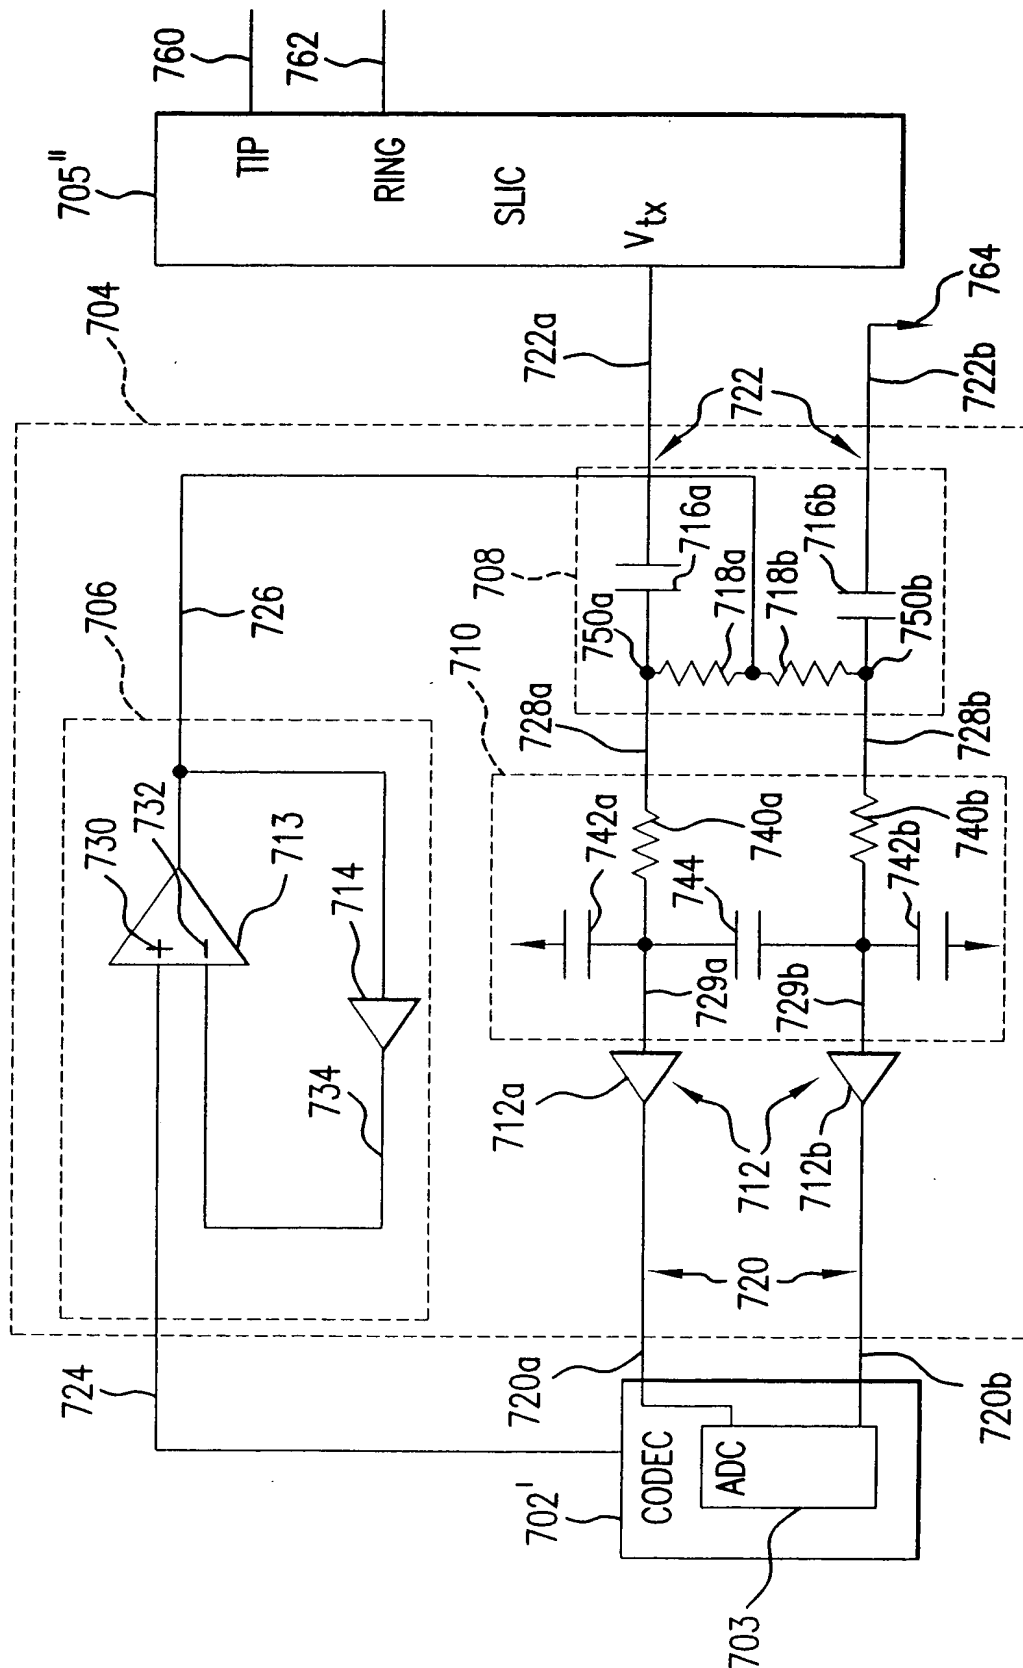 760
762
705"
TIP
RING
SLIC
Vtx
704
722a
722
722b
764
706
726
708
716a
718a
718b
716b
750a
750b
710
728a
728b
730
732
713
714
734
742a
740a
744
742b
740b
729a
729b
712a
712
712b
724
720a
720
720b
702'
CODEC
ADC
703
+
−